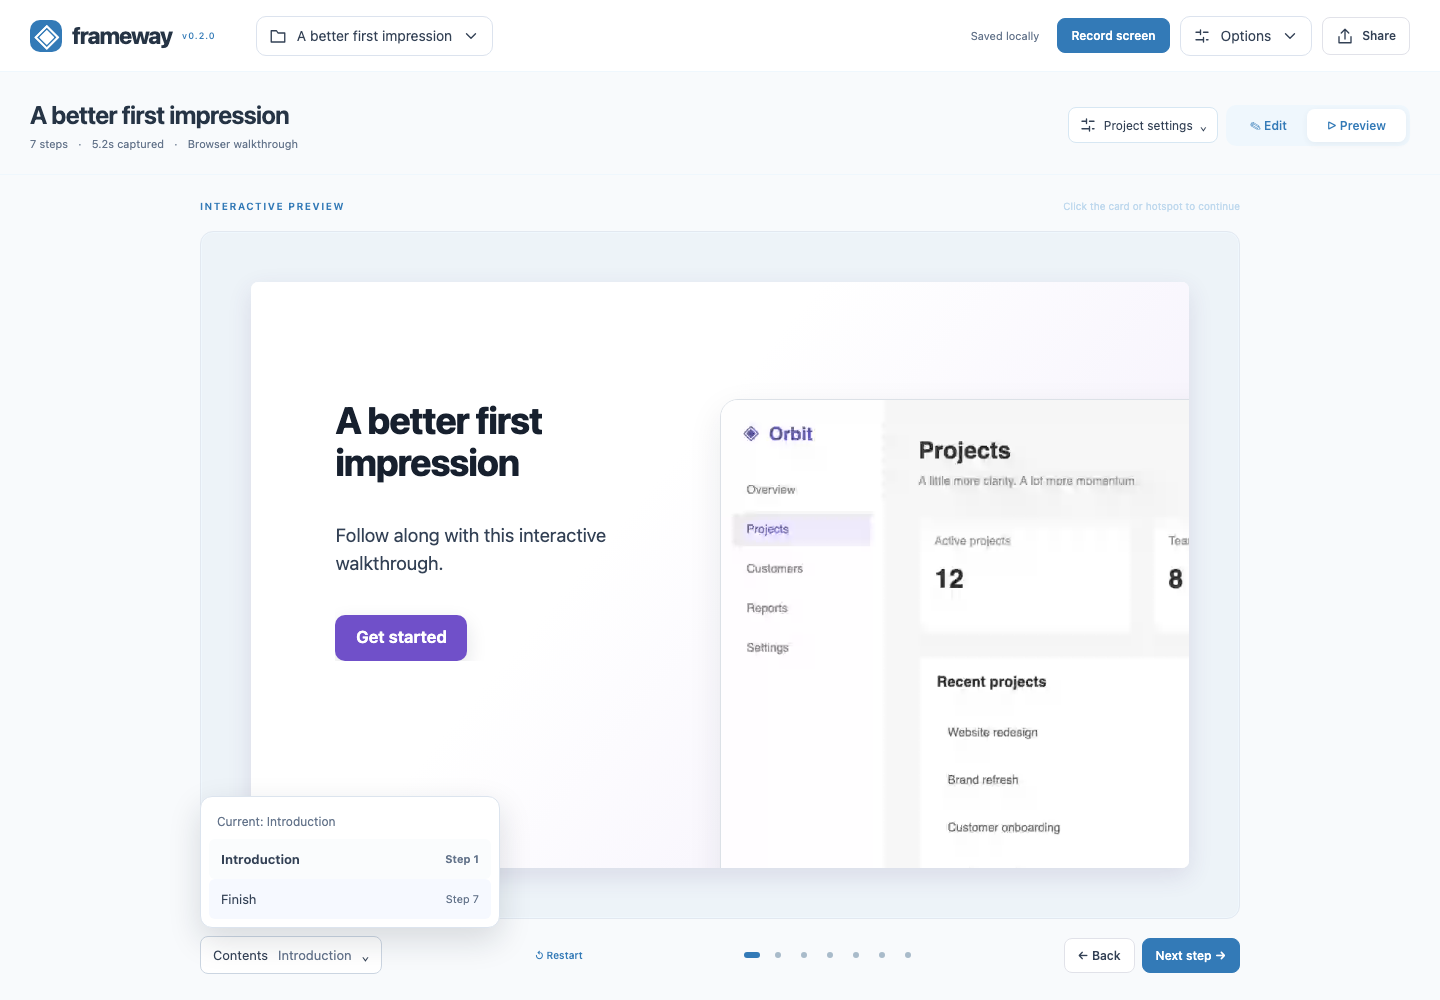 frameway v0.2.0
A better first impression
Saved locally
Record screen
Options
Share
A better first impression
7 steps · 5.2s captured · Browser walkthrough
Project settings
Edit
Preview
INTERACTIVE PREVIEW
Click the card or hotspot to continue
A better first
impression
Follow along with this interactive
walkthrough.
Get started
Orbit
Overview
Projects
Customers
Reports
Settings
Projects
A little more clarity. A lot more momentum
Active projects
12
Tea
8
Recent projects
Website redesign
Brand refresh
Customer onboarding
Current: Introduction
Introduction Step 1
Finish Step 7
Contents Introduction
Restart
← Back
Next step →